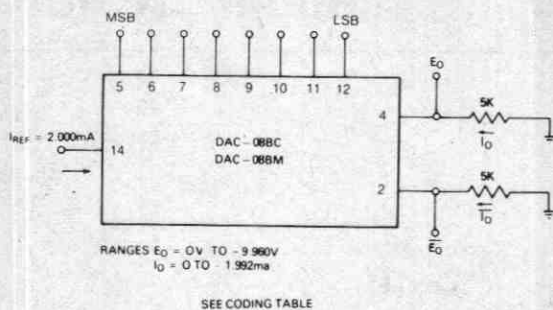 MSB LSB
5 6 7 8 9 10 11 12
E₀
5K
4
I₀
I_REF = 2.000mA
14
DAC-08BC
DAC-08BM
5K
2
I₀
E₀
RANGES E₀ = 0V TO - 9.960V
I₀ = 0 TO - 1.992ma
SEE CODING TABLE